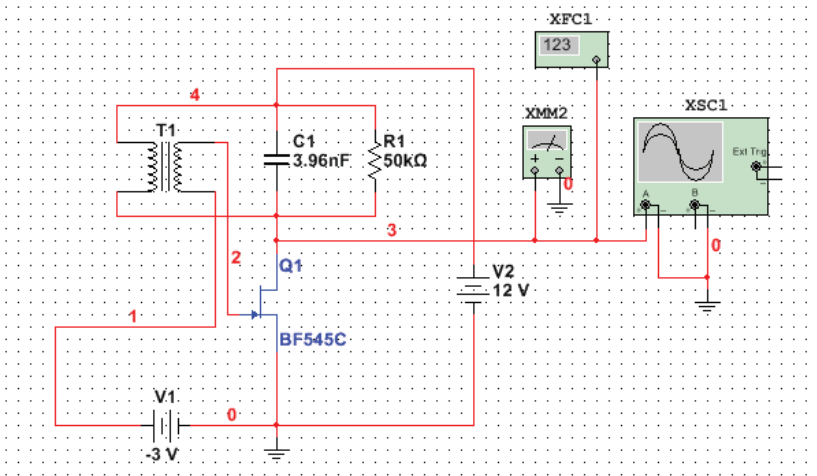 XFC1
123
XMM2
+ −
0
XSC1
Ext Trg
+
−
A
B
+ −
+ −
0
4
T1
C1
3.96nF
R1
50kΩ
3
2
Q1
BF545C
V2
12 V
1
V1
-3 V
0